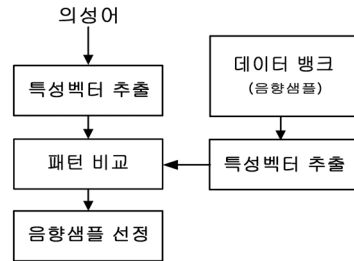 의성어
특성벡터 추출
데이터 뱅크
(음향샘플)
패턴 비교
특성벡터 추출
음향샘플 선정